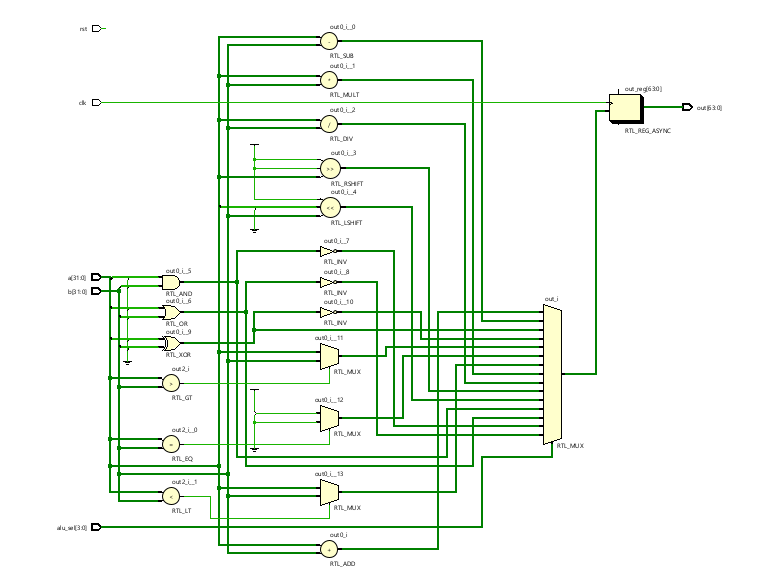 rst
out0_i__0
-
RTL_SUB
out0_i__1
*
RTL_MULT
clk
out_reg[63:0]
out[63:0]
RTL_REG_ASYNC
out0_i__2
/
RTL_DIV
out0_i__3
>>
RTL_RSHIFT
out0_i__4
<<
RTL_LSHIFT
out0_i__7
RTL_INV
a[31:0]
b[31:0]
out0_i__5
RTL_AND
out0_i__8
RTL_INV
out0_i__6
RTL_OR
out0_i__10
RTL_INV
out_i
RTL_MUX
out0_i__9
RTL_XOR
out0_i__11
RTL_MUX
out2_i
>
RTL_GT
out0_i__12
RTL_MUX
out2_i__0
=
RTL_EQ
out0_i__13
RTL_MUX
out2_i__1
<
RTL_LT
alu_sel[3:0]
out0_i
+
RTL_ADD